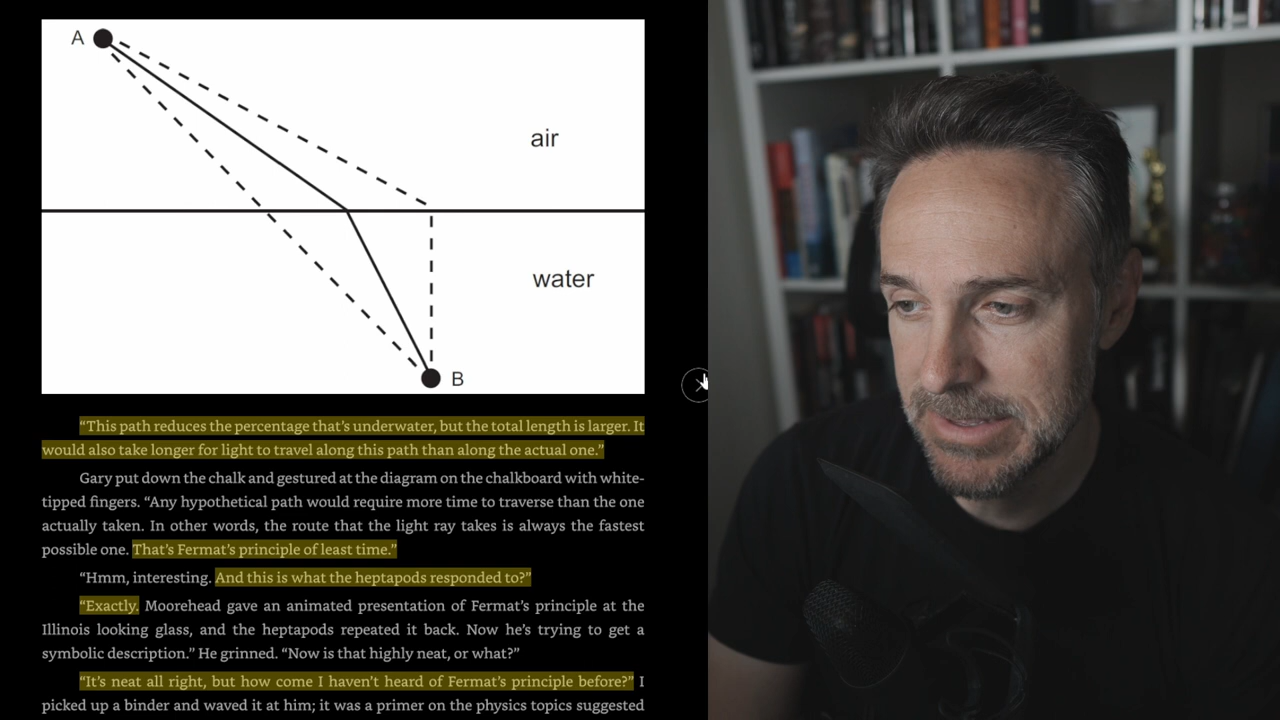 A
air
water
B
“This path reduces the percentage that’s underwater, but the total length is larger. It
would also take longer for light to travel along this path than along the actual one.”
Gary put down the chalk and gestured at the diagram on the chalkboard with white-
tipped fingers. “Any hypothetical path would require more time to traverse than the one
actually taken. In other words, the route that the light ray takes is always the fastest
possible one. That’s Fermat’s principle of least time.”
“Hmm, interesting. And this is what the heptapods responded to?”
“Exactly. Moorehead gave an animated presentation of Fermat’s principle at the
Illinois looking glass, and the heptapods repeated it back. Now he’s trying to get a
symbolic description.” He grinned. “Now is that highly neat, or what?”
“It’s neat all right, but how come I haven’t heard of Fermat’s principle before?” I
picked up a binder and waved it at him; it was a primer on the physics topics suggested